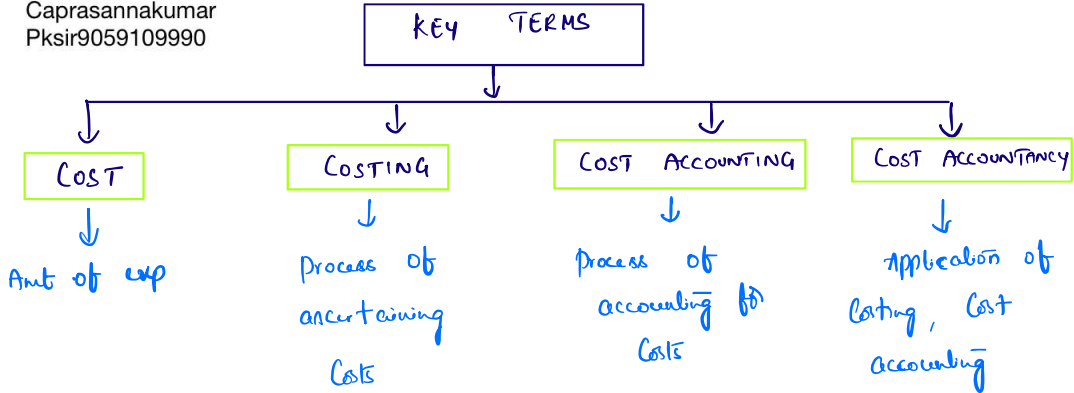 Caprasannakumar
Pksir9059109990
KEY TERMS
COST
COSTING
COST ACCOUNTING
COST ACCOUNTANCY
Amt of exp
Process of
ascertaining
Costs
Process of
accounting for
Costs
Application of
Costing, Cost
accounting